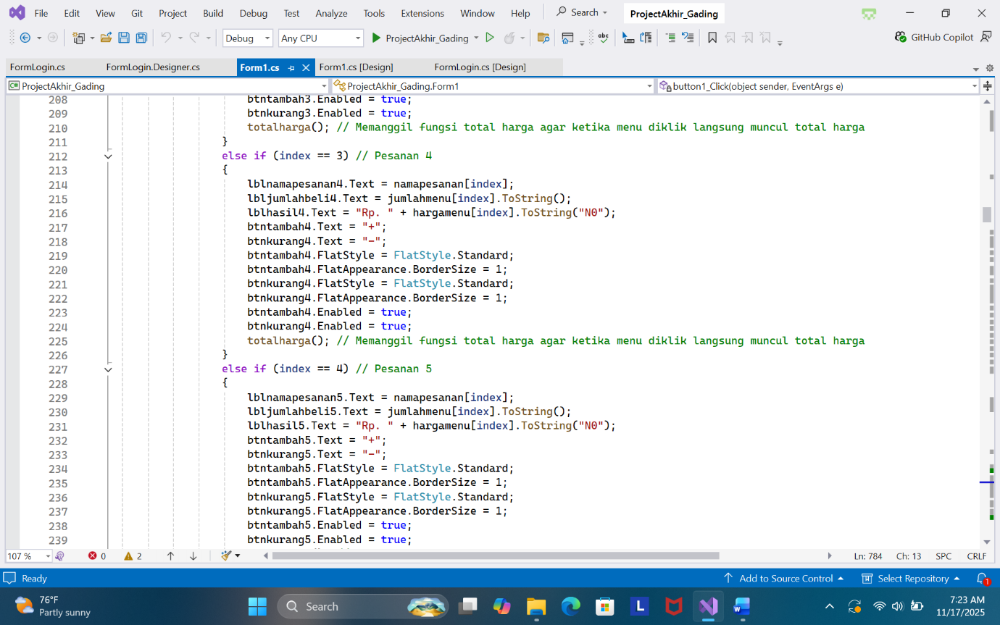 File Edit View Git Project Build Debug Test Analyze Tools Extensions Window Help Search ProjectAkhir_Gading
Debug Any CPU ProjectAkhir_Gading abc GitHub Copilot
FormLogin.cs FormLogin.Designer.cs Form1.cs Form1.cs [Design] FormLogin.cs [Design]
C# ProjectAkhir_Gading ProjectAkhir_Gading.Form1 button1_Click(object sender, EventArgs e)
208 btntambah3.Enabled = true;
209 btnkurang3.Enabled = true;
210 totalharga(); // Memanggil fungsi total harga agar ketika menu diklik langsung muncul total harga
211 }
212 else if (index == 3) // Pesanan 4
213 {
214 lblnamapesanan4.Text = namapesanan[index];
215 lbljumlahbeli4.Text = jumlahmenu[index].ToString();
216 lblhasil4.Text = "Rp. " + hargamenu[index].ToString("N0");
217 btntambah4.Text = "+";
218 btnkurang4.Text = "-";
219 btntambah4.FlatStyle = FlatStyle.Standard;
220 btntambah4.FlatAppearance.BorderSize = 1;
221 btnkurang4.FlatStyle = FlatStyle.Standard;
222 btnkurang4.FlatAppearance.BorderSize = 1;
223 btntambah4.Enabled = true;
224 btnkurang4.Enabled = true;
225 totalharga(); // Memanggil fungsi total harga agar ketika menu diklik langsung muncul total harga
226 }
227 else if (index == 4) // Pesanan 5
228 {
229 lblnamapesanan5.Text = namapesanan[index];
230 lbljumlahbeli5.Text = jumlahmenu[index].ToString();
231 lblhasil5.Text = "Rp. " + hargamenu[index].ToString("N0");
232 btntambah5.Text = "+";
233 btnkurang5.Text = "-";
234 btntambah5.FlatStyle = FlatStyle.Standard;
235 btntambah5.FlatAppearance.BorderSize = 1;
236 btnkurang5.FlatStyle = FlatStyle.Standard;
237 btnkurang5.FlatAppearance.BorderSize = 1;
238 btntambah5.Enabled = true;
239 btnkurang5.Enabled = true;
107 % 0 2 Ln: 784 Ch: 13 SPC CRLF
Ready Add to Source Control Select Repository 1
76°F
Partly sunny
Search
L
W
7:23 AM
11/17/2025